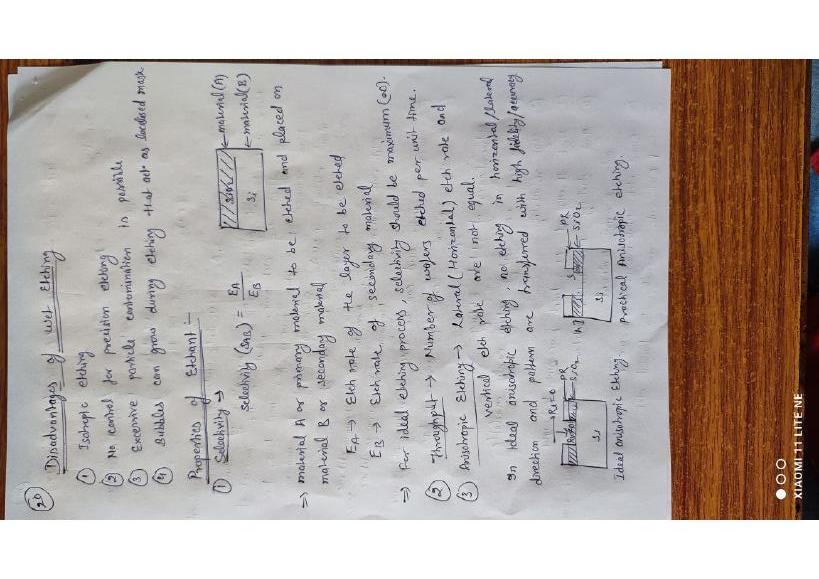 20
Disadvantages of wet Etching
① Isotropic etching
② No control for precision etching
③ Excessive particle contamination is possible
④ Bubbles can grow during etching that act as localized mask
Properties of Etchant :-
① Selectivity →
Selectivity (SAB) = EA / EB
SiO2 ← material(A)
Si ← material(B)
⇒ material A or primary material to be etched and placed on
material B or secondary material
EA → Etch rate of the layer to be etched
EB → Etch rate of secondary material
⇒ For ideal etching process, selectivity should be maximum (∞).
② Throughput → Number of wafers etched per unit time.
③ Anisotropic Etching → Lateral (Horizontal) etch rate and
vertical etch rate are not equal.
In ideal anisotropic etching, no etching in horizontal/lateral
direction and pattern are transferred with high fidelity/accuracy
→ Rl=0
PR
SiO2
Si
PR
SiO2
Si
Ideal anisotropic Etching. practical Anisotropic etching.
XIAOMI 11 LITE NE